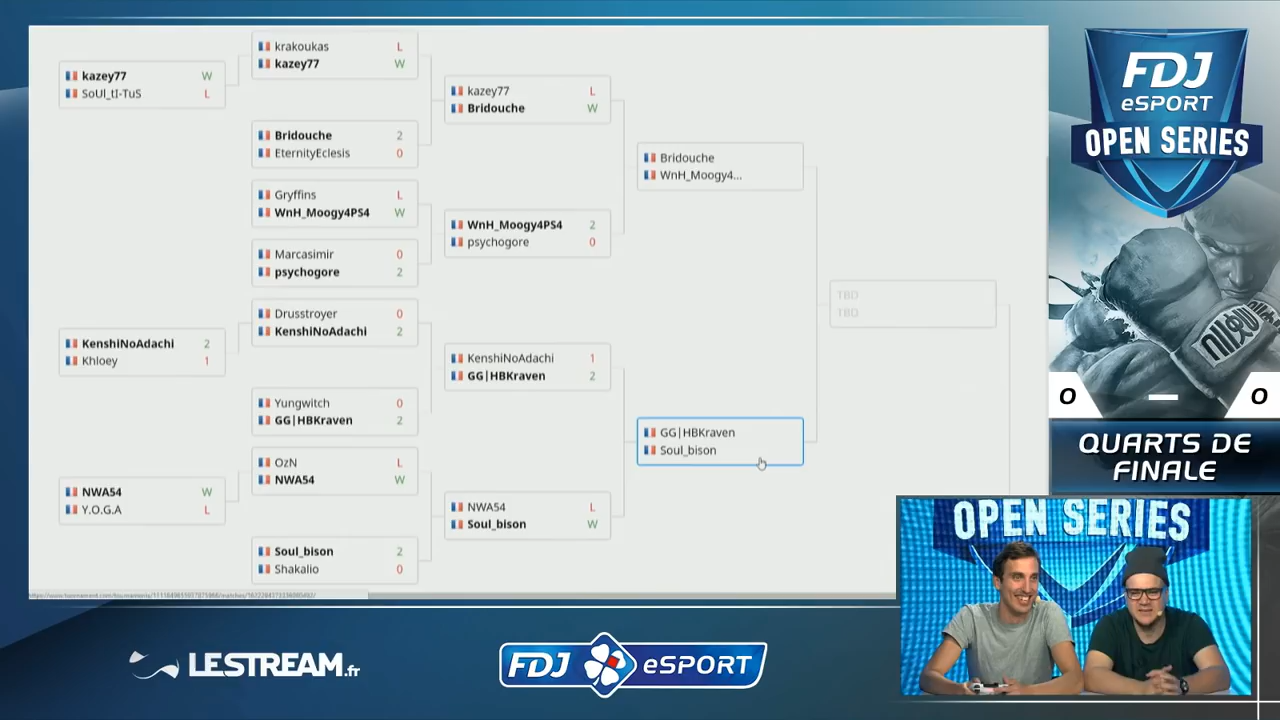 kazey77 W
SoUl_tI-TuS L
KenshiNoAdachi 2
Khloey 1
NWA54 W
Y.O.G.A L
krakoukas L
kazey77 W
Bridouche 2
EternityEclesis 0
Gryffins L
WnH_Moogy4PS4 W
Marcasimir 0
psychogore 2
Drusstroyer 0
KenshiNoAdachi 2
Yungwitch 0
GG|HBKraven 2
OzN L
NWA54 W
Soul_bison 2
Shakalio 0
kazey77 L
Bridouche W
WnH_Moogy4PS4 2
psychogore 0
KenshiNoAdachi 1
GG|HBKraven 2
NWA54 L
Soul_bison W
Bridouche
WnH_Moogy4...
GG|HBKraven
Soul_bison
TBD
TBD
FDJ
eSPORT
OPEN SERIES
0 – 0
QUARTS DE
FINALE
OPEN SERIES
LESTREAM.fr
FDJ eSPORT